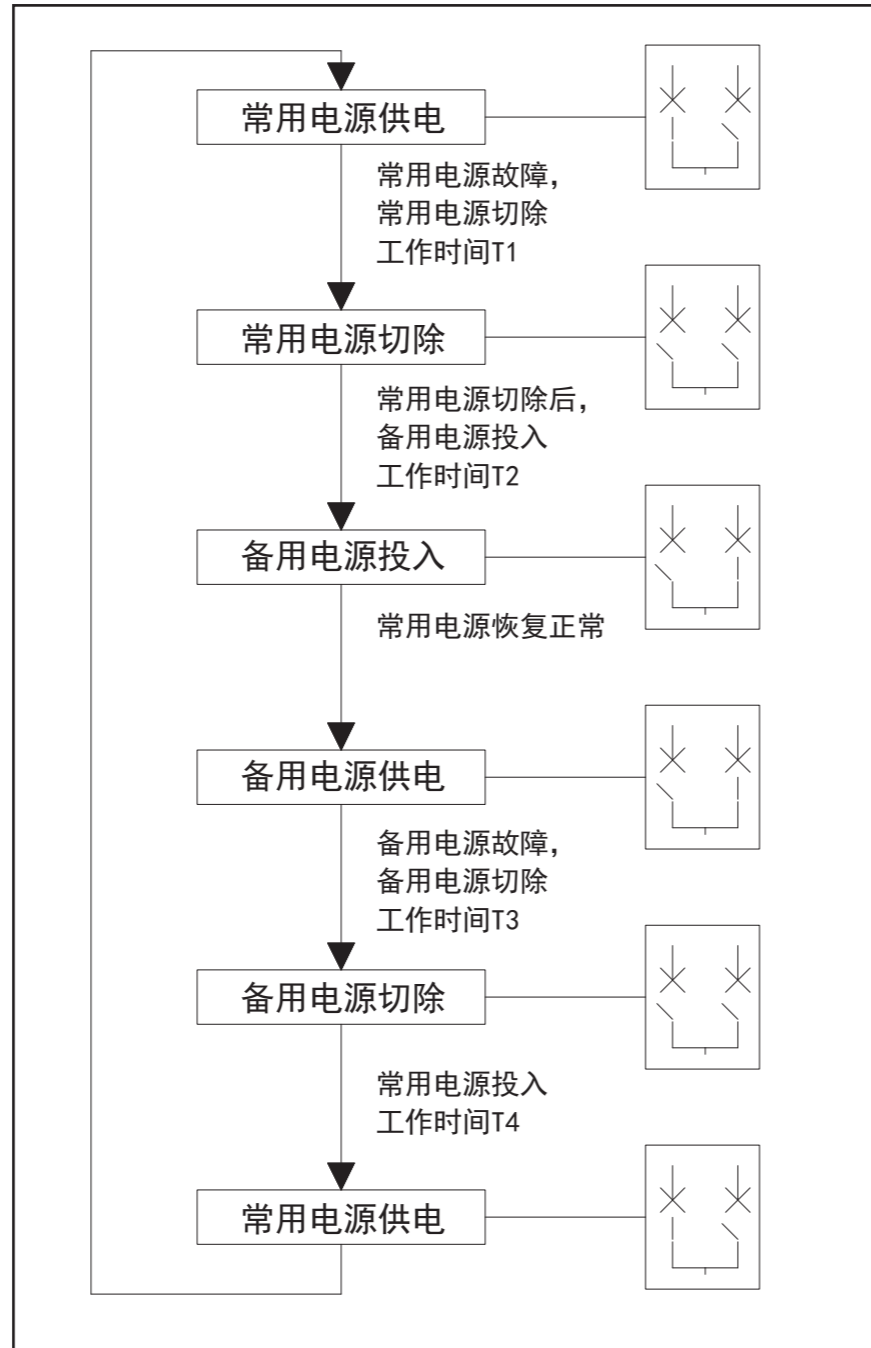 常用电源供电
常用电源故障，
常用电源切除
工作时间T1
常用电源切除
常用电源切除后，
备用电源投入
工作时间T2
备用电源投入
常用电源恢复正常
备用电源供电
备用电源故障，
备用电源切除
工作时间T3
备用电源切除
常用电源投入
工作时间T4
常用电源供电